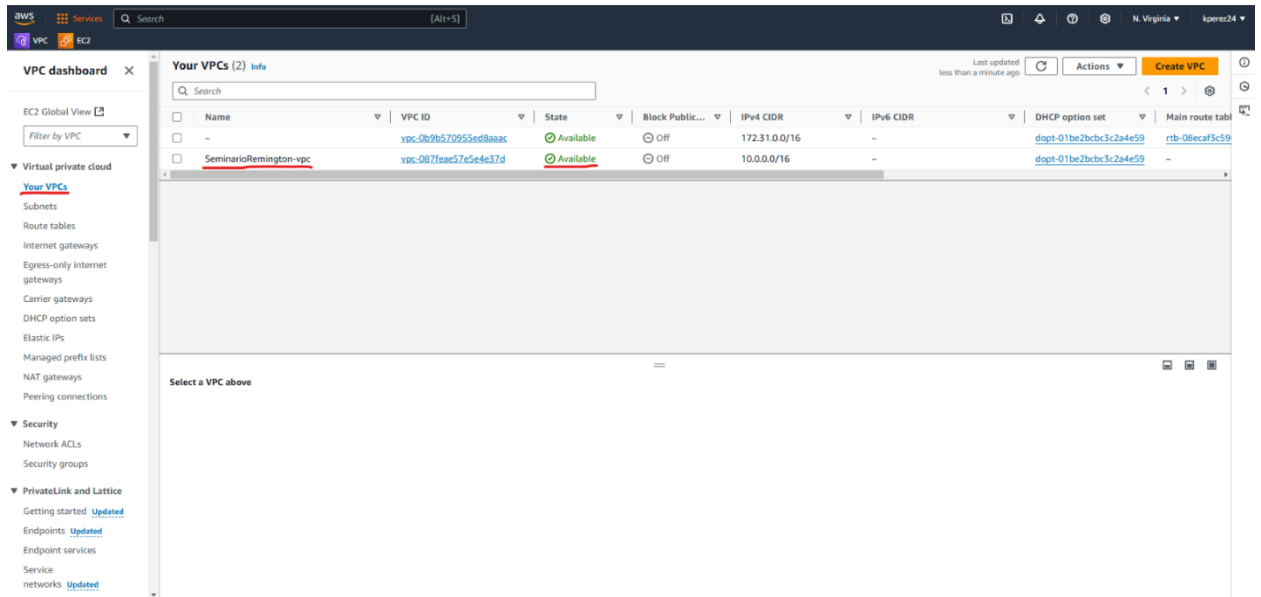 aws Services Search [Alt+S] N. Virginia kperez24
VPC EC2
VPC dashboard
EC2 Global View
Filter by VPC
Virtual private cloud
Your VPCs
Subnets
Route tables
Internet gateways
Egress-only internet
gateways
Carrier gateways
DHCP option sets
Elastic IPs
Managed prefix lists
NAT gateways
Peering connections
Security
Network ACLs
Security groups
PrivateLink and Lattice
Getting started Updated
Endpoints Updated
Endpoint services
Service
networks Updated
Your VPCs (2) Info
Last updated
less than a minute ago
Actions
Create VPC
Search
1
Name VPC ID State Block Public... IPv4 CIDR IPv6 CIDR DHCP option set Main route tabl
– vpc-0b9b570955ed8aaac Available Off 172.31.0.0/16 – dopt-01be2bcbc3c2a4e59 rtb-08ecaf3c59
SeminarioRemington-vpc vpc-087feae57e5e4e37d Available Off 10.0.0.0/16 – dopt-01be2bcbc3c2a4e59 –
Select a VPC above